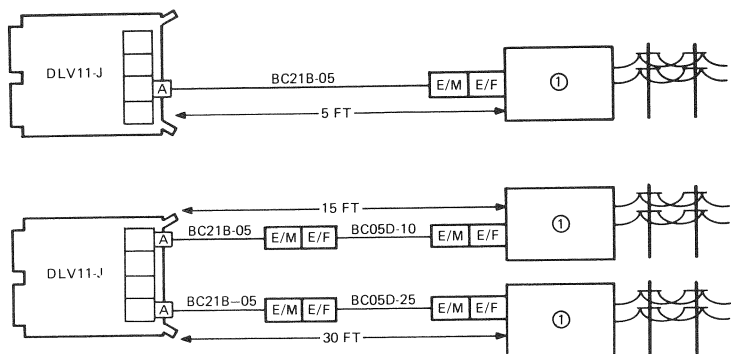 DLV11-J
A
BC21B-05
E/M E/F
①
5 FT
15 FT
DLV11-J
A
BC21B-05
E/M E/F
BC05D-10
E/M E/F
①
A
BC21B—05
E/M E/F
BC05D-25
E/M E/F
①
30 FT